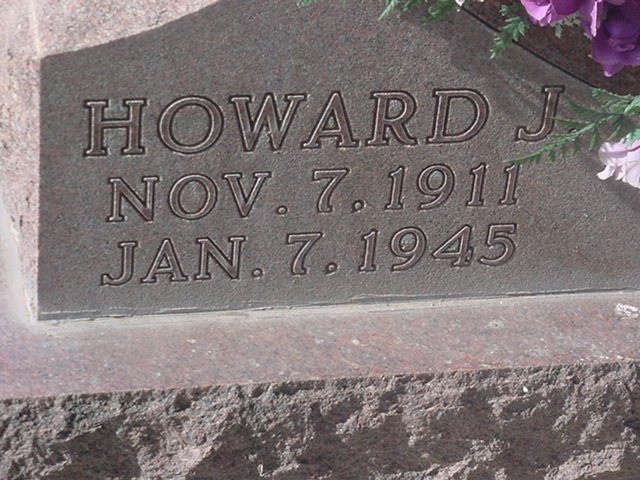 HOWARD J
NOV. 7, 1911
JAN. 7, 1945